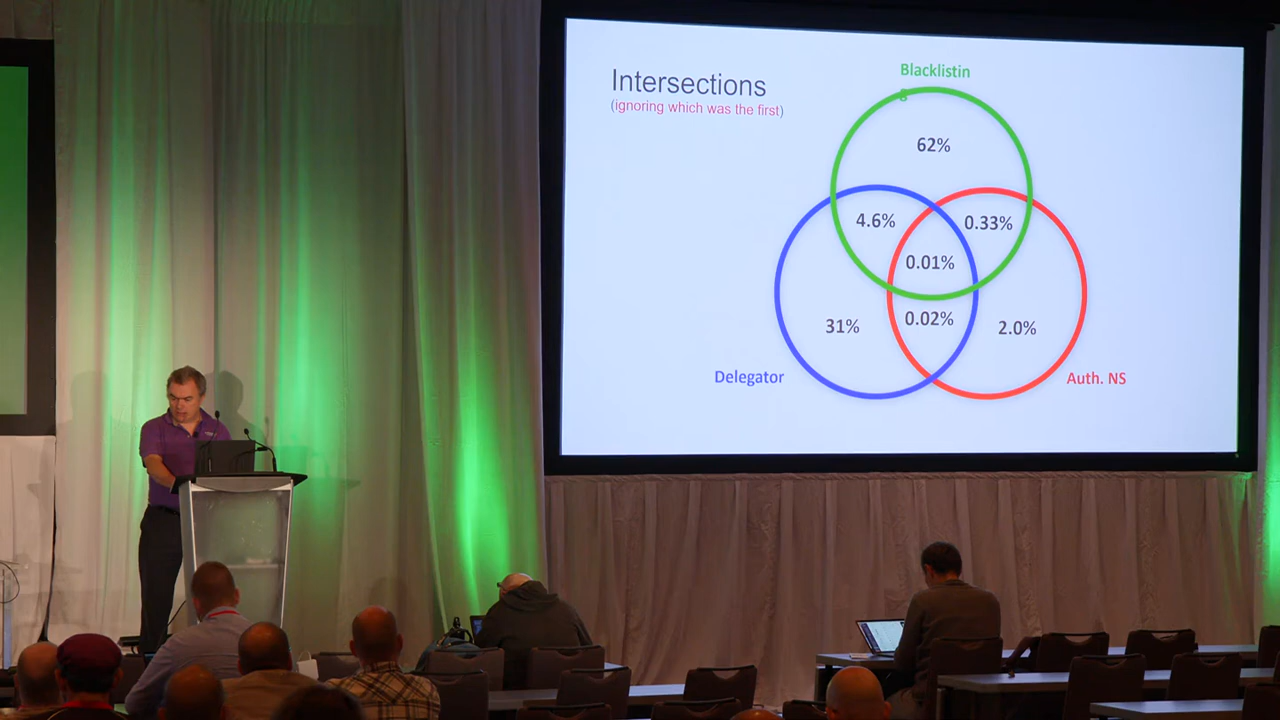 Intersections
(ignoring which was the first)
Blacklistin
g
62%
4.6%
0.33%
0.01%
0.02%
31%
2.0%
Delegator
Auth. NS